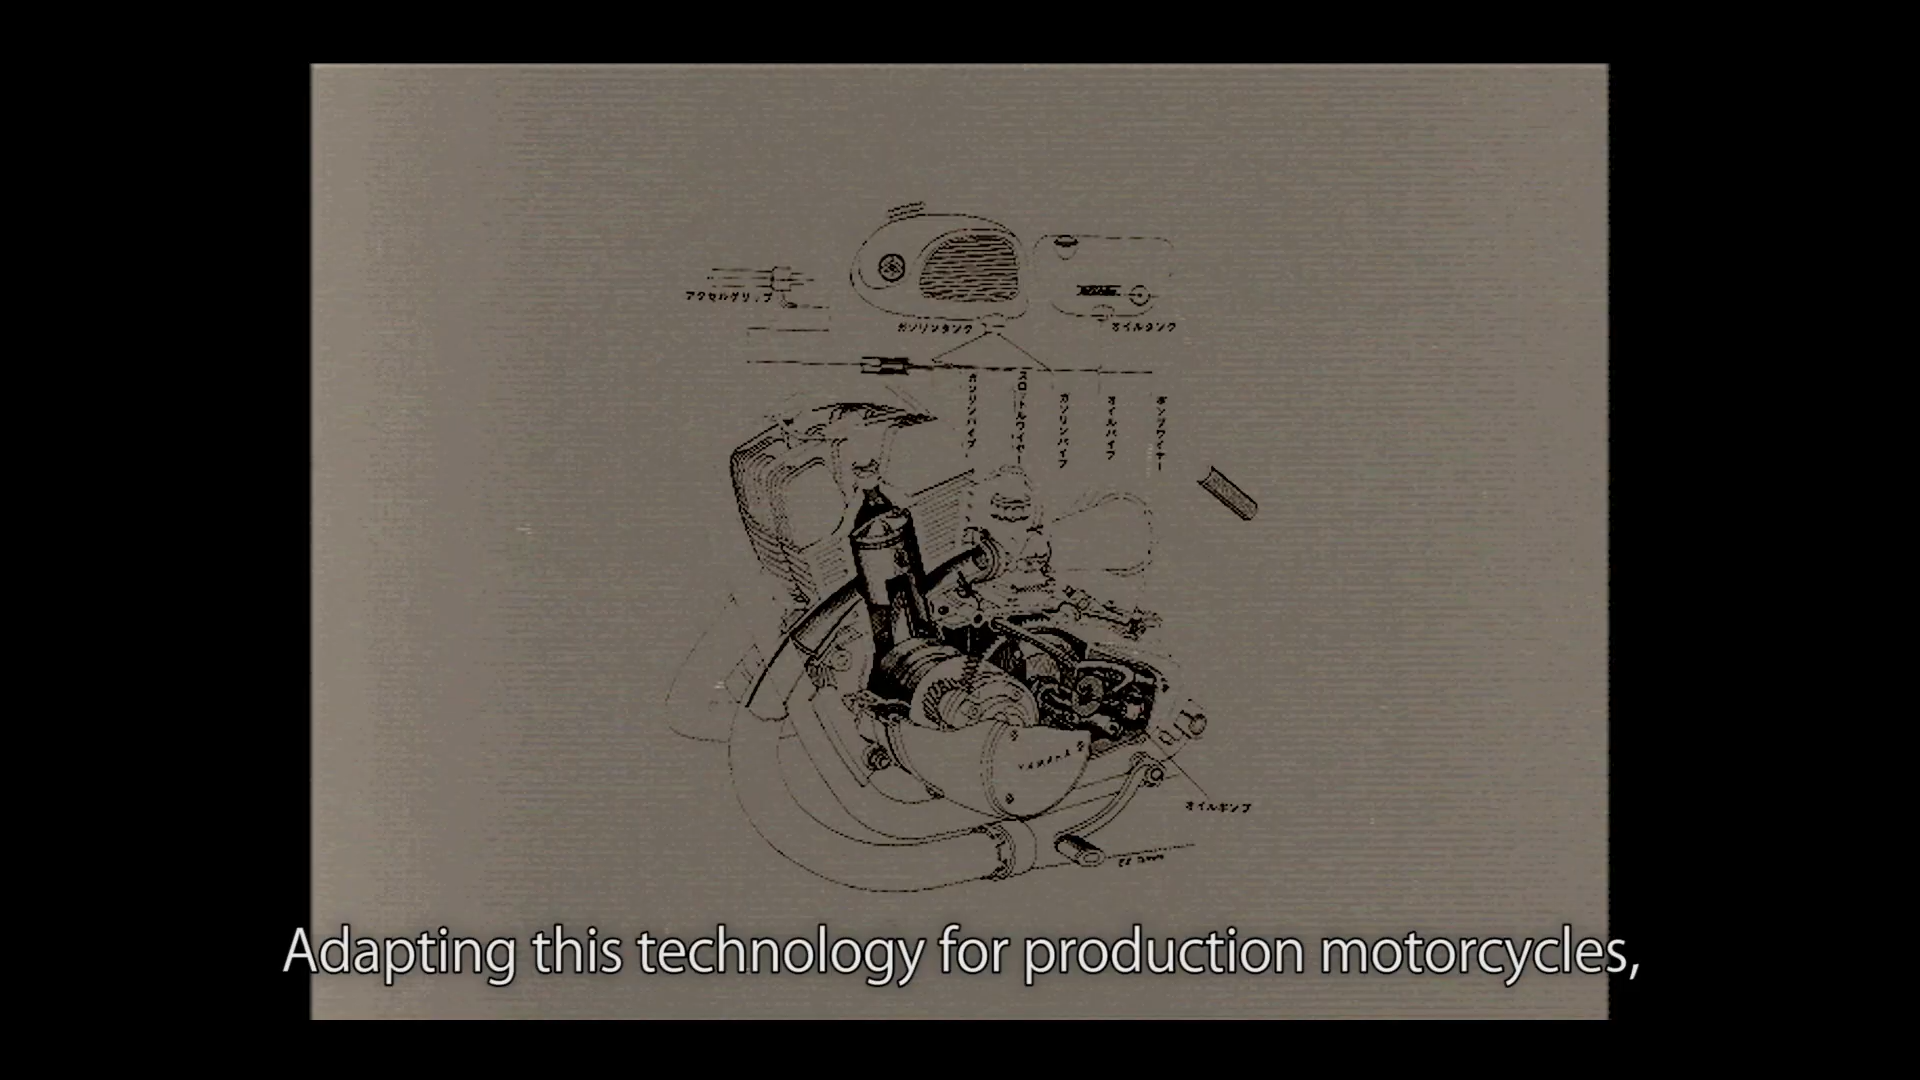 アクセルグリップ
ガソリンタンク
オイルタンク
ガソリンパイプ
スロットルワイヤー
ガソリンパイプ
オイルパイプ
ポンプワイヤー
YAMAHA
オイルポンプ
Adapting this technology for production motorcycles,